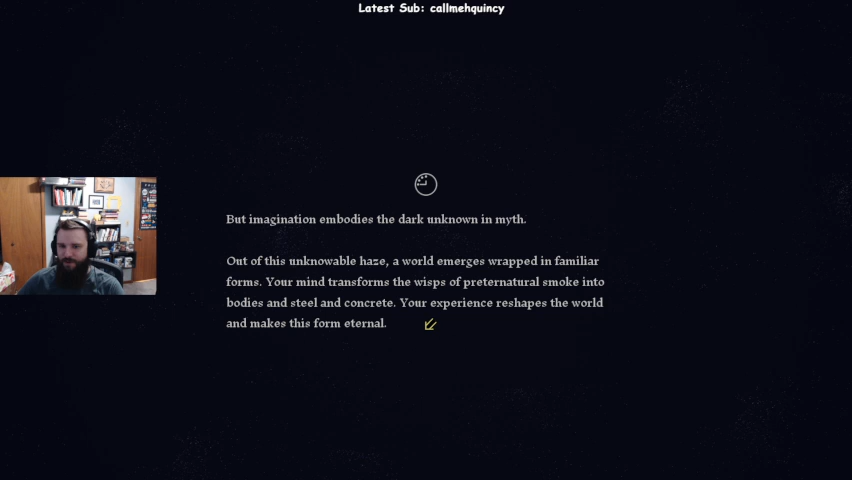 Latest Sub: callmehquincy
But imagination embodies the dark unknown in myth.
Out of this unknowable haze, a world emerges wrapped in familiar
forms. Your mind transforms the wisps of preternatural smoke into
bodies and steel and concrete. Your experience reshapes the world
and makes this form eternal.